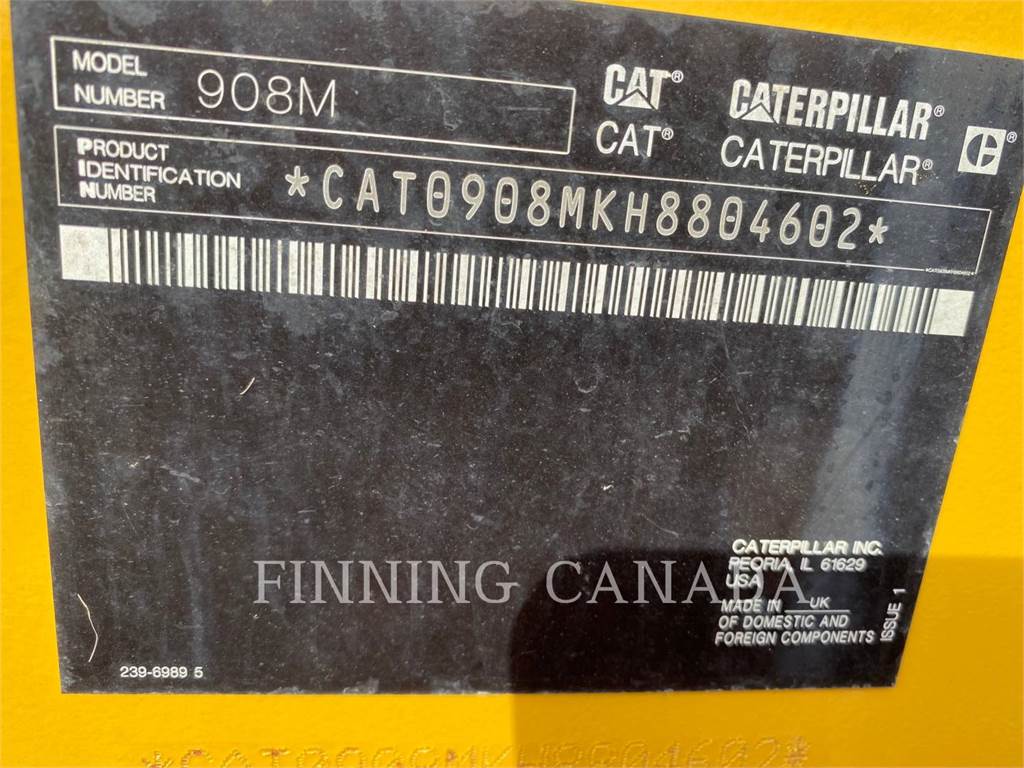 MODEL
NUMBER 908M
CAT® CATERPILLAR®
CAT® CATERPILLAR® C®
PRODUCT
IDENTIFICATION
NUMBER
*CAT0908MKH8804602*
FINNING CANADA
CATERPILLAR INC.
PEORIA, IL 61629
USA
MADE IN UK
OF DOMESTIC AND
FOREIGN COMPONENTS
ISSUE 1
239-6989 5
*CAT0908MKH8804602*